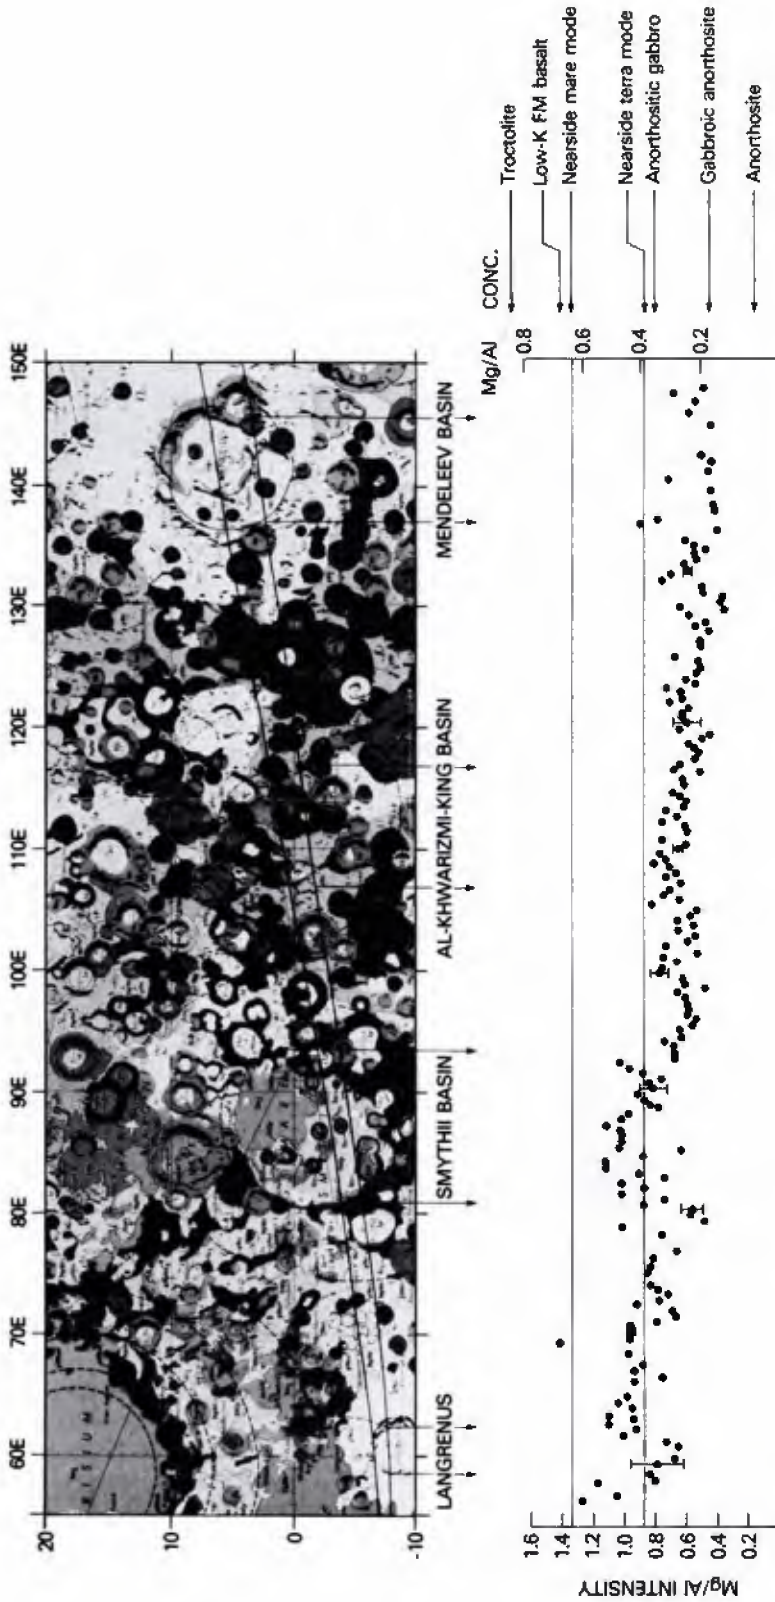 20
10
0
-10
60E
70E
80E
90E
100E
110E
120E
130E
140E
150E
LANGRENUS
SMYTHII BASIN
AL-KHWARIZMI-KING BASIN
MENDELEEV BASIN
Mg/Al INTENSITY
1.6
1.4
1.2
1.0
0.8
0.6
0.4
0.2
Mg/Al CONC.
0.8
0.6
0.4
0.2
Troctolite
Low-K FM basalt
Nearside mare mode
Nearside terra mode
Anorthositic gabbro
Gabbroic anorthosite
Anorthosite